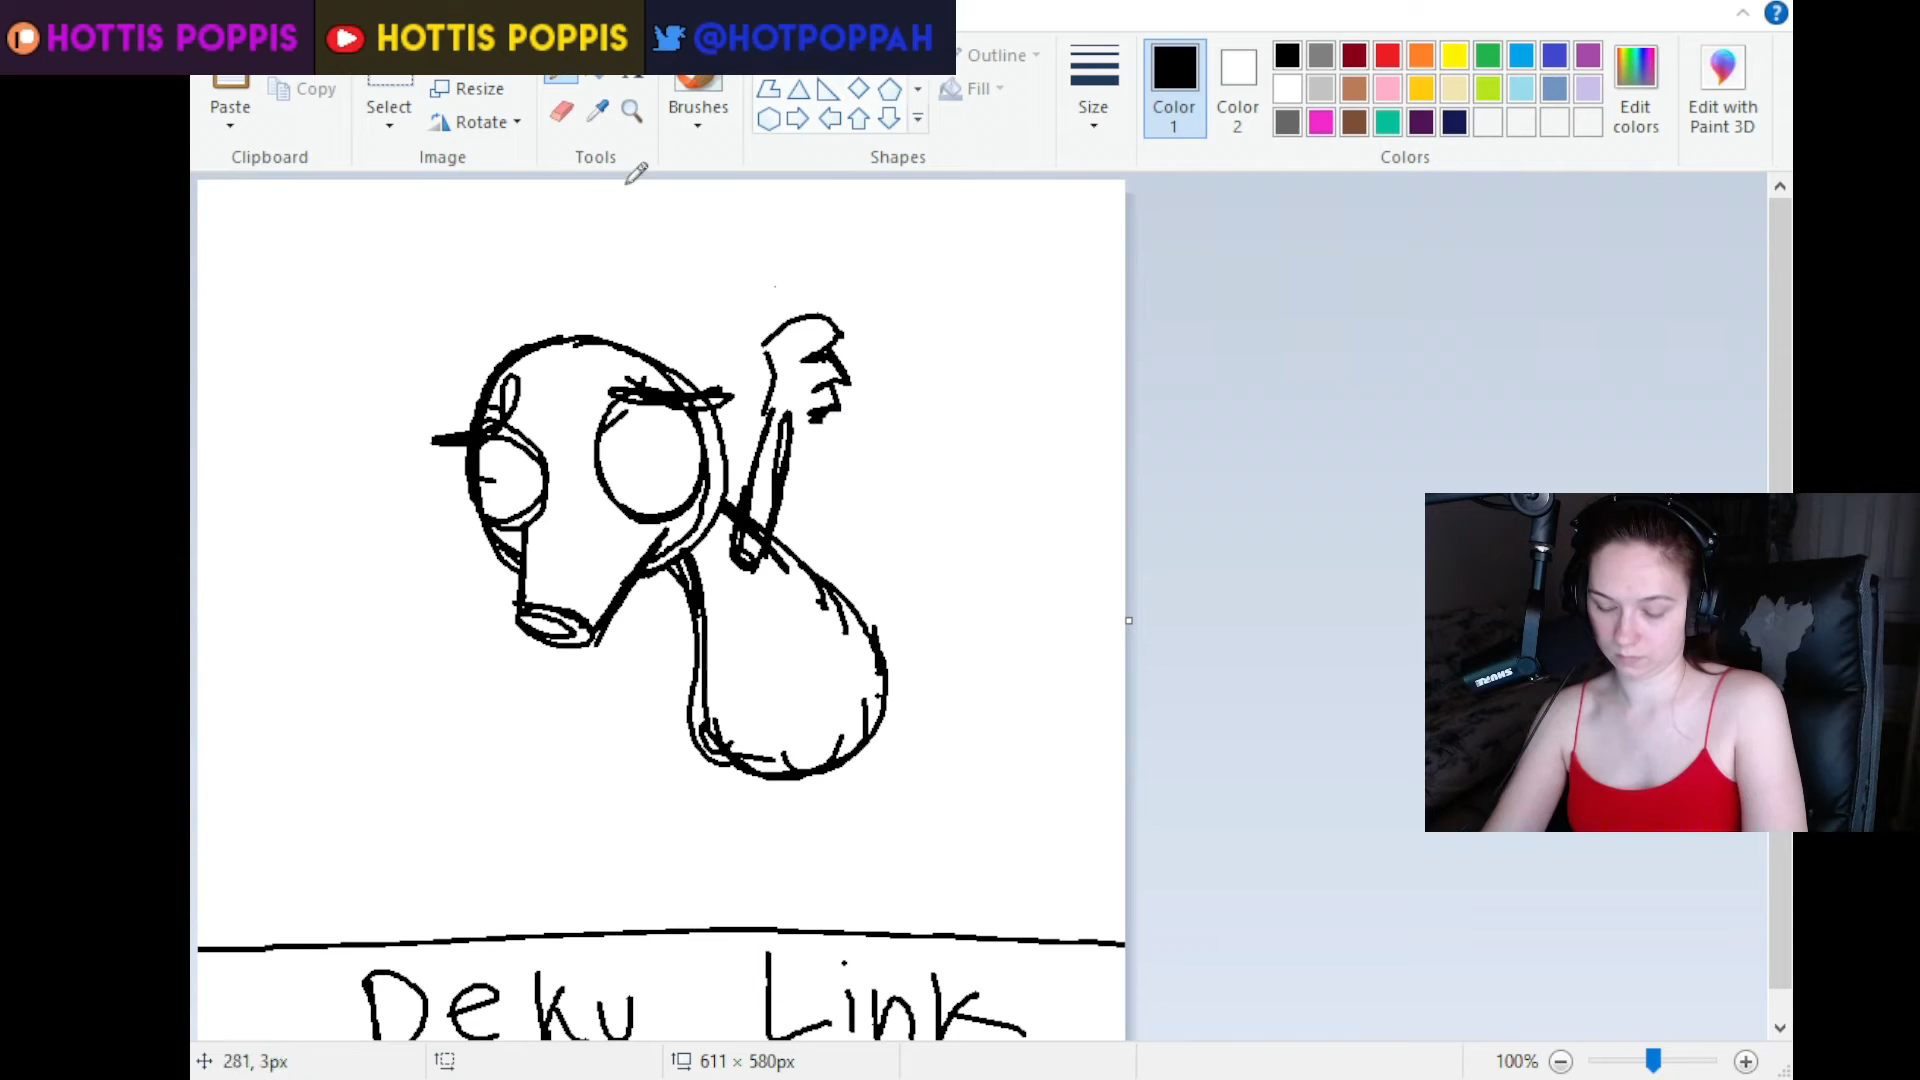 HOTTIS POPPIS HOTTIS POPPIS @HOTPOPPAH
Outline
Copy Resize Fill
Paste Select Rotate Brushes Size Color 1 Color 2 Edit colors Edit with Paint 3D
Clipboard Image Tools Shapes Colors
SHURE
Deku Link
281, 3px 611 × 580px 100%